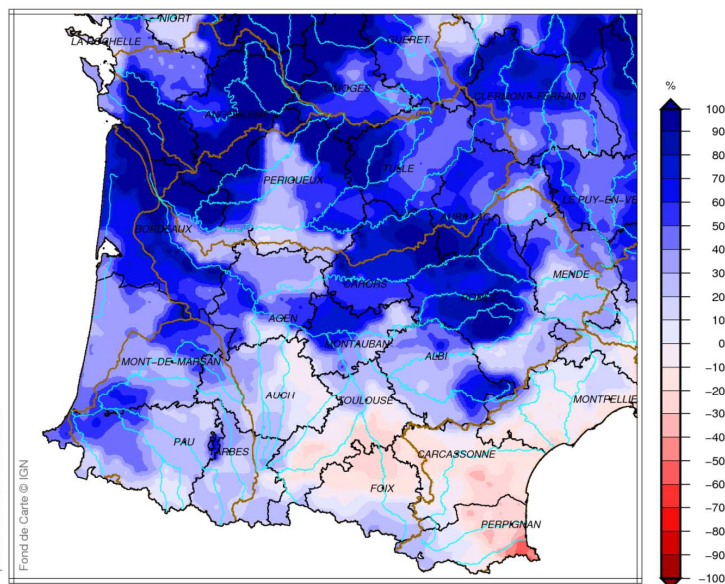 NIORT
LA ROCHELLE
GUERET
LIMOGES
CLERMONT-FERRAND
TULLE
PERIGUEUX
LE PUY-EN-VE
AURILLAC
BORDEAUX
MENDE
CAHORS
AGEN
MONTAUBAN
ALBI
MONT-DE-MARSAN
AUCH
TOULOUSE
MONTPELLIE
PAU
TARBES
CARCASSONNE
FOIX
PERPIGNAN
Fond de Carte © IGN
%
100
90
80
70
60
50
40
30
20
10
0
-10
-20
-30
-40
-50
-60
-70
-80
-90
-100